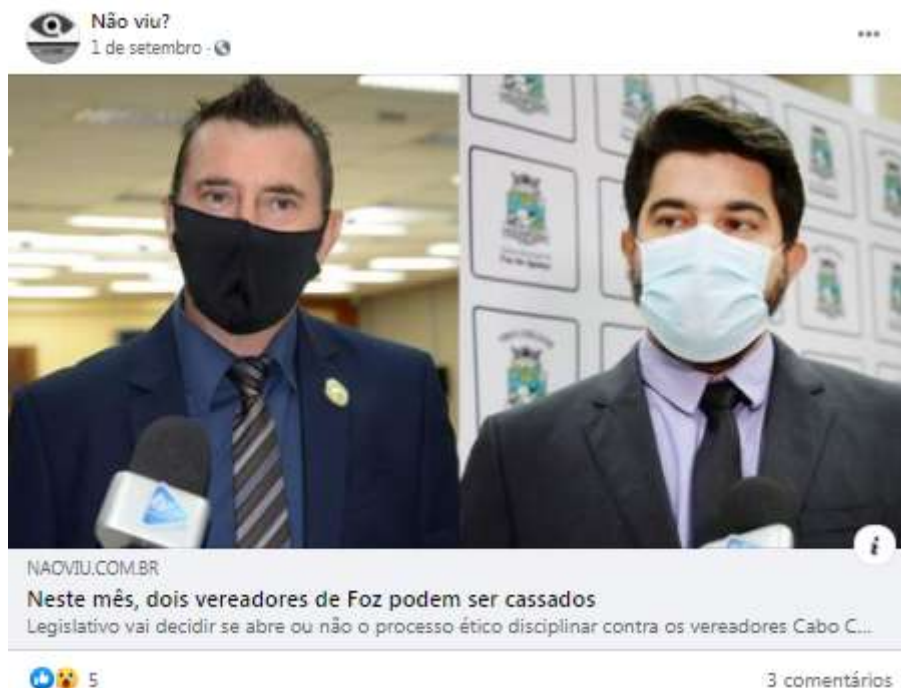 Não viu?
1 de setembro
NAOVIU.COM.BR
Neste mês, dois vereadores de Foz podem ser cassados
Legislativo vai decidir se abre ou não o processo ético disciplinar contra os vereadores Cabo C...
5
3 comentários